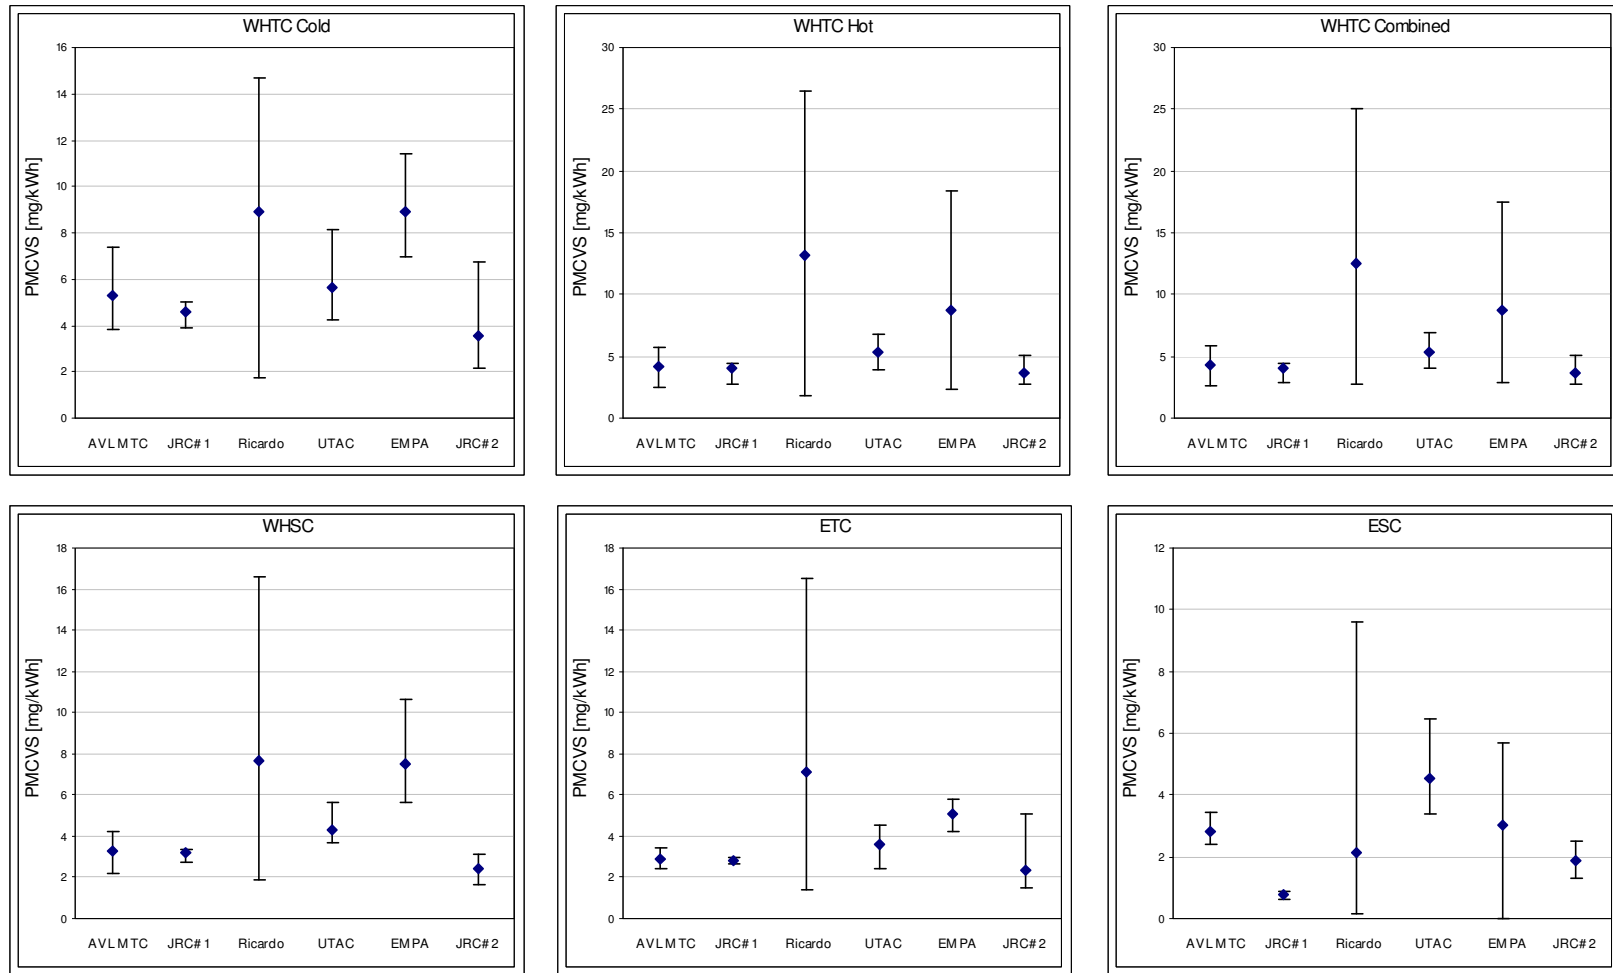 WHTC Cold
16
14
12
10
8
6
4
2
0
PMCVS [mg/kWh]
AVL MTC JRC#1 Ricardo UTAC EMPA JRC#2
WHTC Hot
30
25
20
15
10
5
0
PMCVS [mg/kWh]
AVL MTC JRC#1 Ricardo UTAC EMPA JRC#2
WHTC Combined
30
25
20
15
10
5
0
PMCVS [mg/kWh]
AVL MTC JRC#1 Ricardo UTAC EMPA JRC#2
WHSC
18
16
14
12
10
8
6
4
2
0
PMCVS [mg/kWh]
AVL MTC JRC#1 Ricardo UTAC EMPA JRC#2
ETC
18
16
14
12
10
8
6
4
2
0
PMCVS [mg/kWh]
AVL MTC JRC#1 Ricardo UTAC EMPA JRC#2
ESC
12
10
8
6
4
2
0
PMCVS [mg/kWh]
AVL MTC JRC#1 Ricardo UTAC EMPA JRC#2